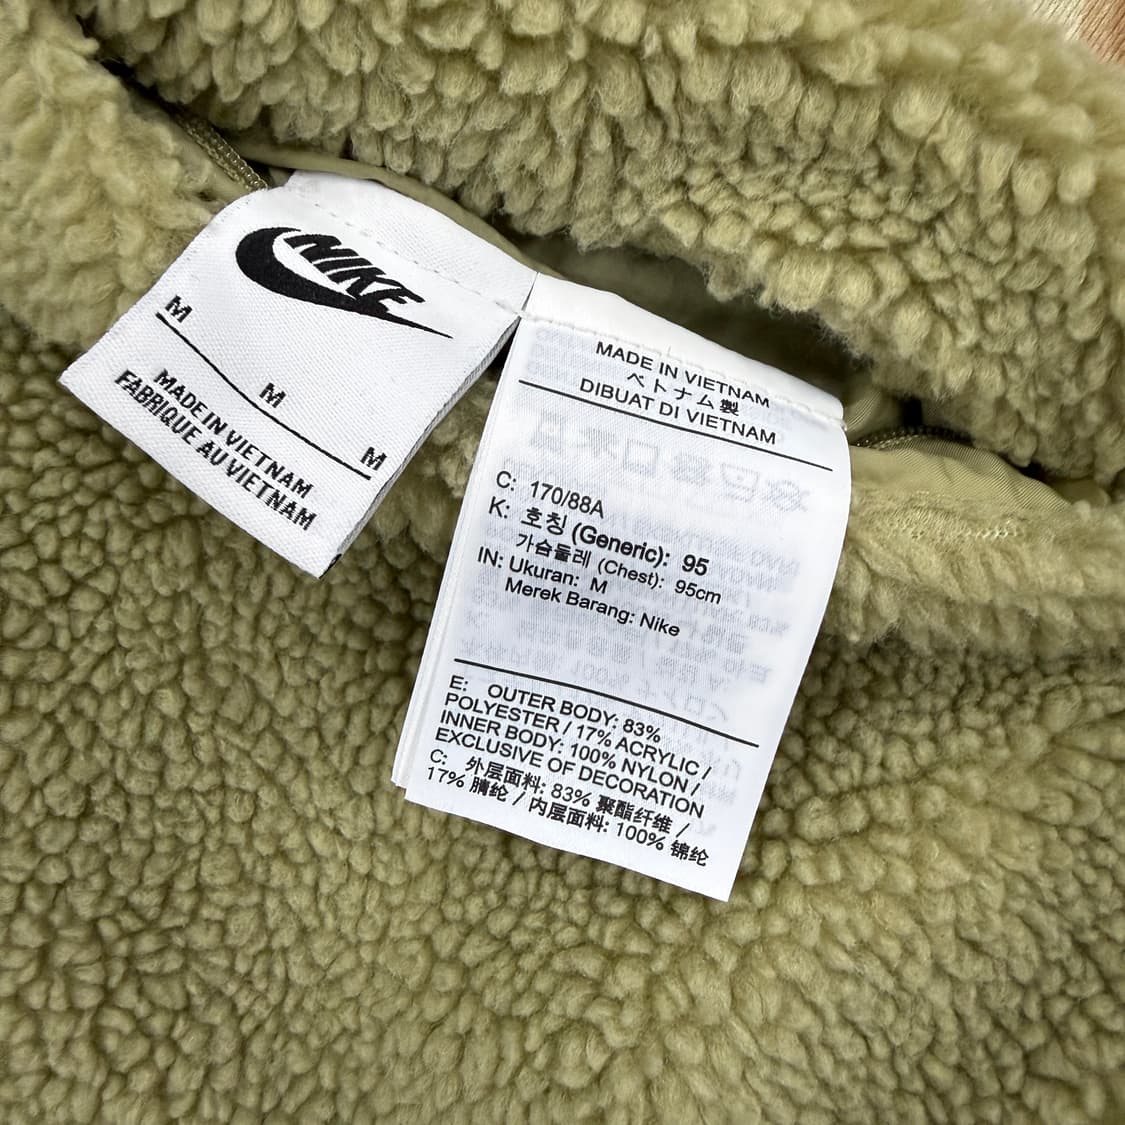 NIKE
M
M
M
MADE IN VIETNAM
FABRIQUE AU VIETNAM
MADE IN VIETNAM
ベトナム製
DIBUAT DI VIETNAM
C: 170/88A
K: 호칭 (Generic): 95
가슴둘레 (Chest): 95cm
IN: Ukuran: M
Merek Barang: Nike
E: OUTER BODY: 83%
POLYESTER / 17% ACRYLIC /
INNER BODY: 100% NYLON /
EXCLUSIVE OF DECORATION
C: 外层面料: 83% 聚酯纤维 /
17% 腈纶 / 内层面料: 100% 锦纶